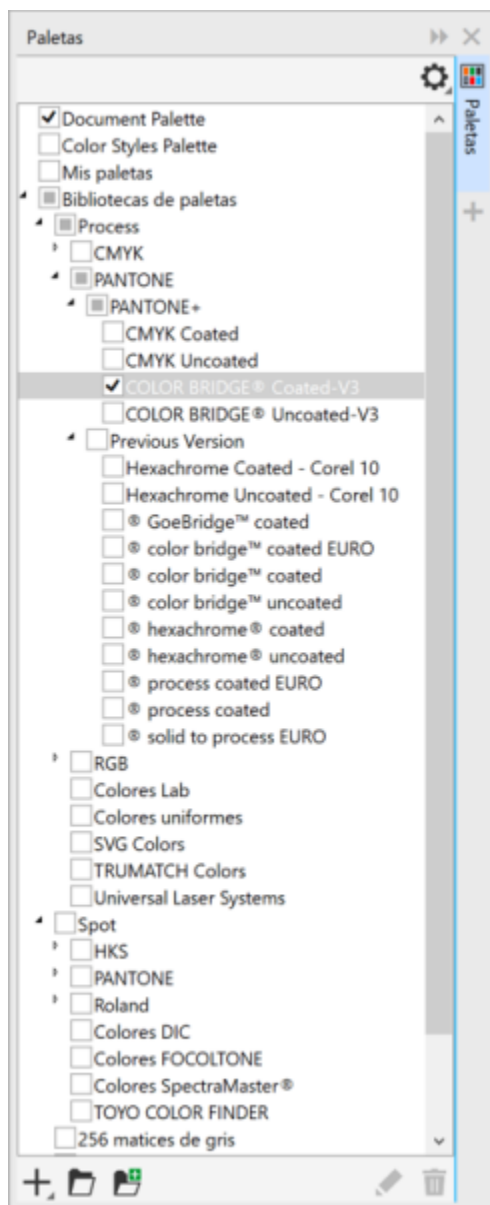 Paletas
Paletas
Document Palette
Color Styles Palette
Mis paletas
Bibliotecas de paletas
Process
CMYK
PANTONE
PANTONE+
CMYK Coated
CMYK Uncoated
COLOR BRIDGE® Coated-V3
COLOR BRIDGE® Uncoated-V3
Previous Version
Hexachrome Coated - Corel 10
Hexachrome Uncoated - Corel 10
® GoeBridge™ coated
® color bridge™ coated EURO
® color bridge™ coated
® color bridge™ uncoated
® hexachrome® coated
® hexachrome® uncoated
® process coated EURO
® process coated
® solid to process EURO
RGB
Colores Lab
Colores uniformes
SVG Colors
TRUMATCH Colors
Universal Laser Systems
Spot
HKS
PANTONE
Roland
Colores DIC
Colores FOCOLTONE
Colores SpectraMaster®
TOYO COLOR FINDER
256 matices de gris